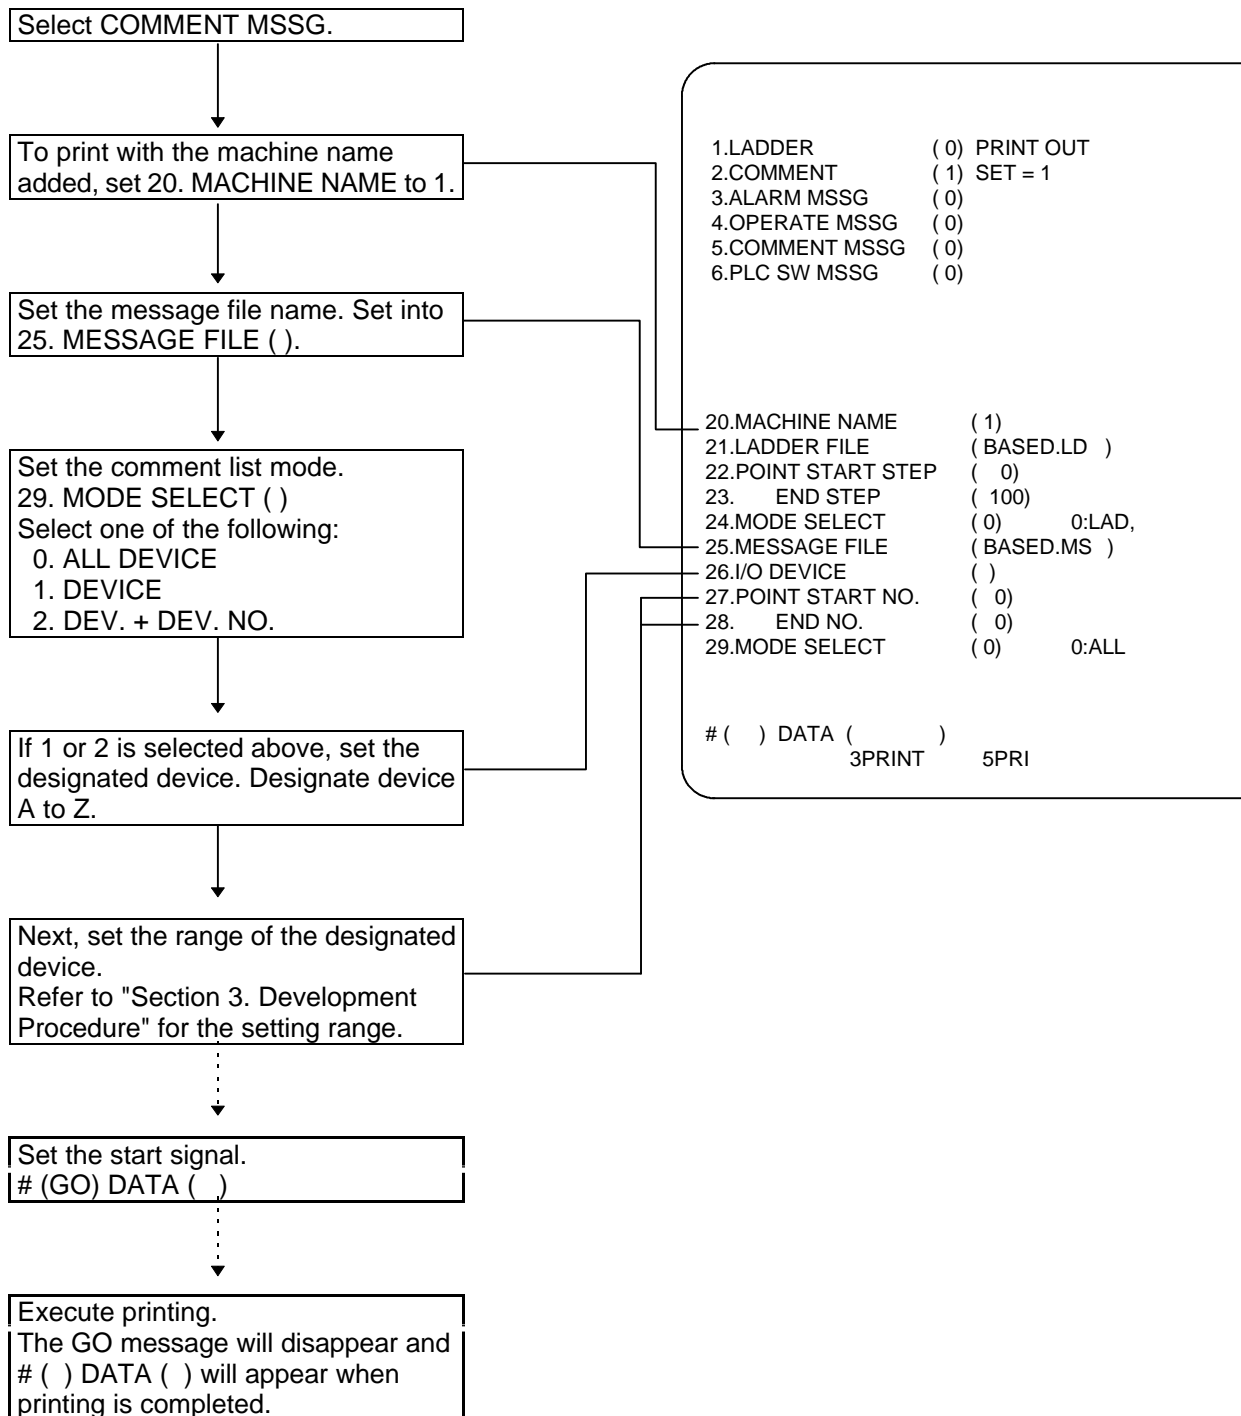 Select COMMENT MSSG.
To print with the machine name
added, set 20. MACHINE NAME to 1.
Set the message file name. Set into
25. MESSAGE FILE ( ).
Set the comment list mode.
29. MODE SELECT ( )
Select one of the following:
0. ALL DEVICE
1. DEVICE
2. DEV. + DEV. NO.
If 1 or 2 is selected above, set the
designated device. Designate device
A to Z.
Next, set the range of the designated
device.
Refer to "Section 3. Development
Procedure" for the setting range.
Set the start signal.
# (GO) DATA (   )
Execute printing.
The GO message will disappear and
# (  ) DATA (  ) will appear when
printing is completed.
1.LADDER ( 0) PRINT OUT
2.COMMENT ( 1) SET = 1
3.ALARM MSSG ( 0)
4.OPERATE MSSG ( 0)
5.COMMENT MSSG ( 0)
6.PLC SW MSSG ( 0)
20.MACHINE NAME ( 1)
21.LADDER FILE ( BASED.LD )
22.POINT START STEP ( 0)
23. END STEP ( 100)
24.MODE SELECT ( 0) 0:LAD,
25.MESSAGE FILE ( BASED.MS )
26.I/O DEVICE ( )
27.POINT START NO. ( 0)
28. END NO. ( 0)
29.MODE SELECT ( 0) 0:ALL
# ( ) DATA ( )
3PRINT 5PRI